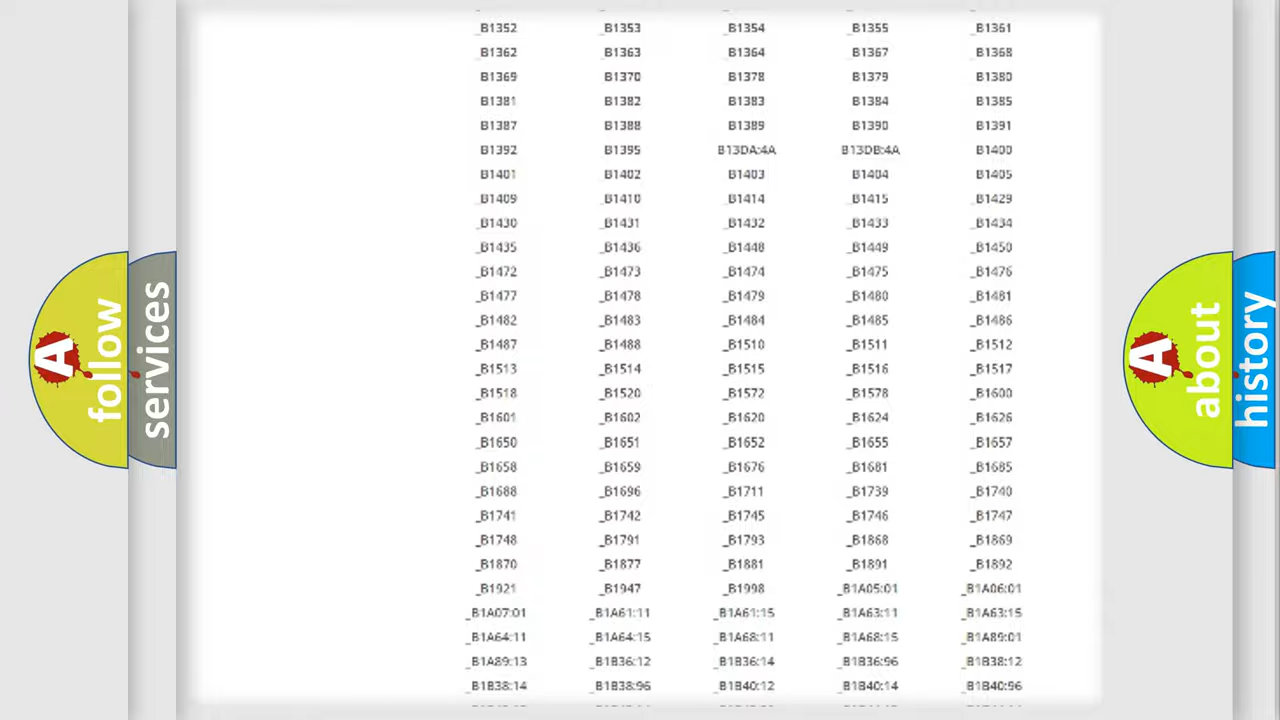 _B1352 _B1353 _B1354 _B1355 _B1361
_B1362 _B1363 _B1364 _B1367 _B1368
_B1369 _B1370 _B1378 _B1379 _B1380
_B1381 _B1382 _B1383 _B1384 _B1385
_B1387 _B1388 _B1389 _B1390 _B1391
_B1392 _B1395 B13DA:4A B13DB:4A _B1400
_B1401 _B1402 _B1403 _B1404 _B1405
_B1409 _B1410 _B1414 _B1415 _B1429
_B1430 _B1431 _B1432 _B1433 _B1434
_B1435 _B1436 _B1448 _B1449 _B1450
_B1472 _B1473 _B1474 _B1475 _B1476
_B1477 _B1478 _B1479 _B1480 _B1481
_B1482 _B1483 _B1484 _B1485 _B1486
_B1487 _B1488 _B1510 _B1511 _B1512
_B1513 _B1514 _B1515 _B1516 _B1517
_B1518 _B1520 _B1572 _B1578 _B1600
_B1601 _B1602 _B1620 _B1624 _B1626
_B1650 _B1651 _B1652 _B1655 _B1657
_B1658 _B1659 _B1676 _B1681 _B1685
_B1688 _B1696 _B1711 _B1739 _B1740
_B1741 _B1742 _B1745 _B1746 _B1747
_B1748 _B1791 _B1793 _B1868 _B1869
_B1870 _B1877 _B1881 _B1891 _B1892
_B1921 _B1947 _B1998 _B1A05:01 _B1A06:01
_B1A07:01 _B1A61:11 _B1A61:15 _B1A63:11 _B1A63:15
_B1A64:11 _B1A64:15 _B1A68:11 _B1A68:15 _B1A89:01
_B1A89:13 _B1B36:12 _B1B36:14 _B1B36:96 _B1B38:12
_B1B38:14 _B1B38:96 _B1B40:12 _B1B40:14 _B1B40:96
A follow
services
A about
history